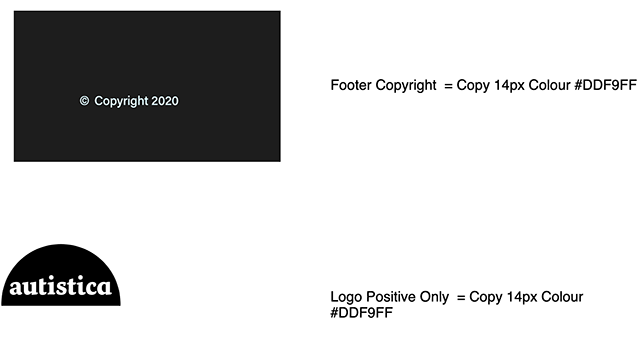 © Copyright 2020
Footer Copyright = Copy 14px Colour #DDF9FF
autistica
Logo Positive Only = Copy 14px Colour
#DDF9FF